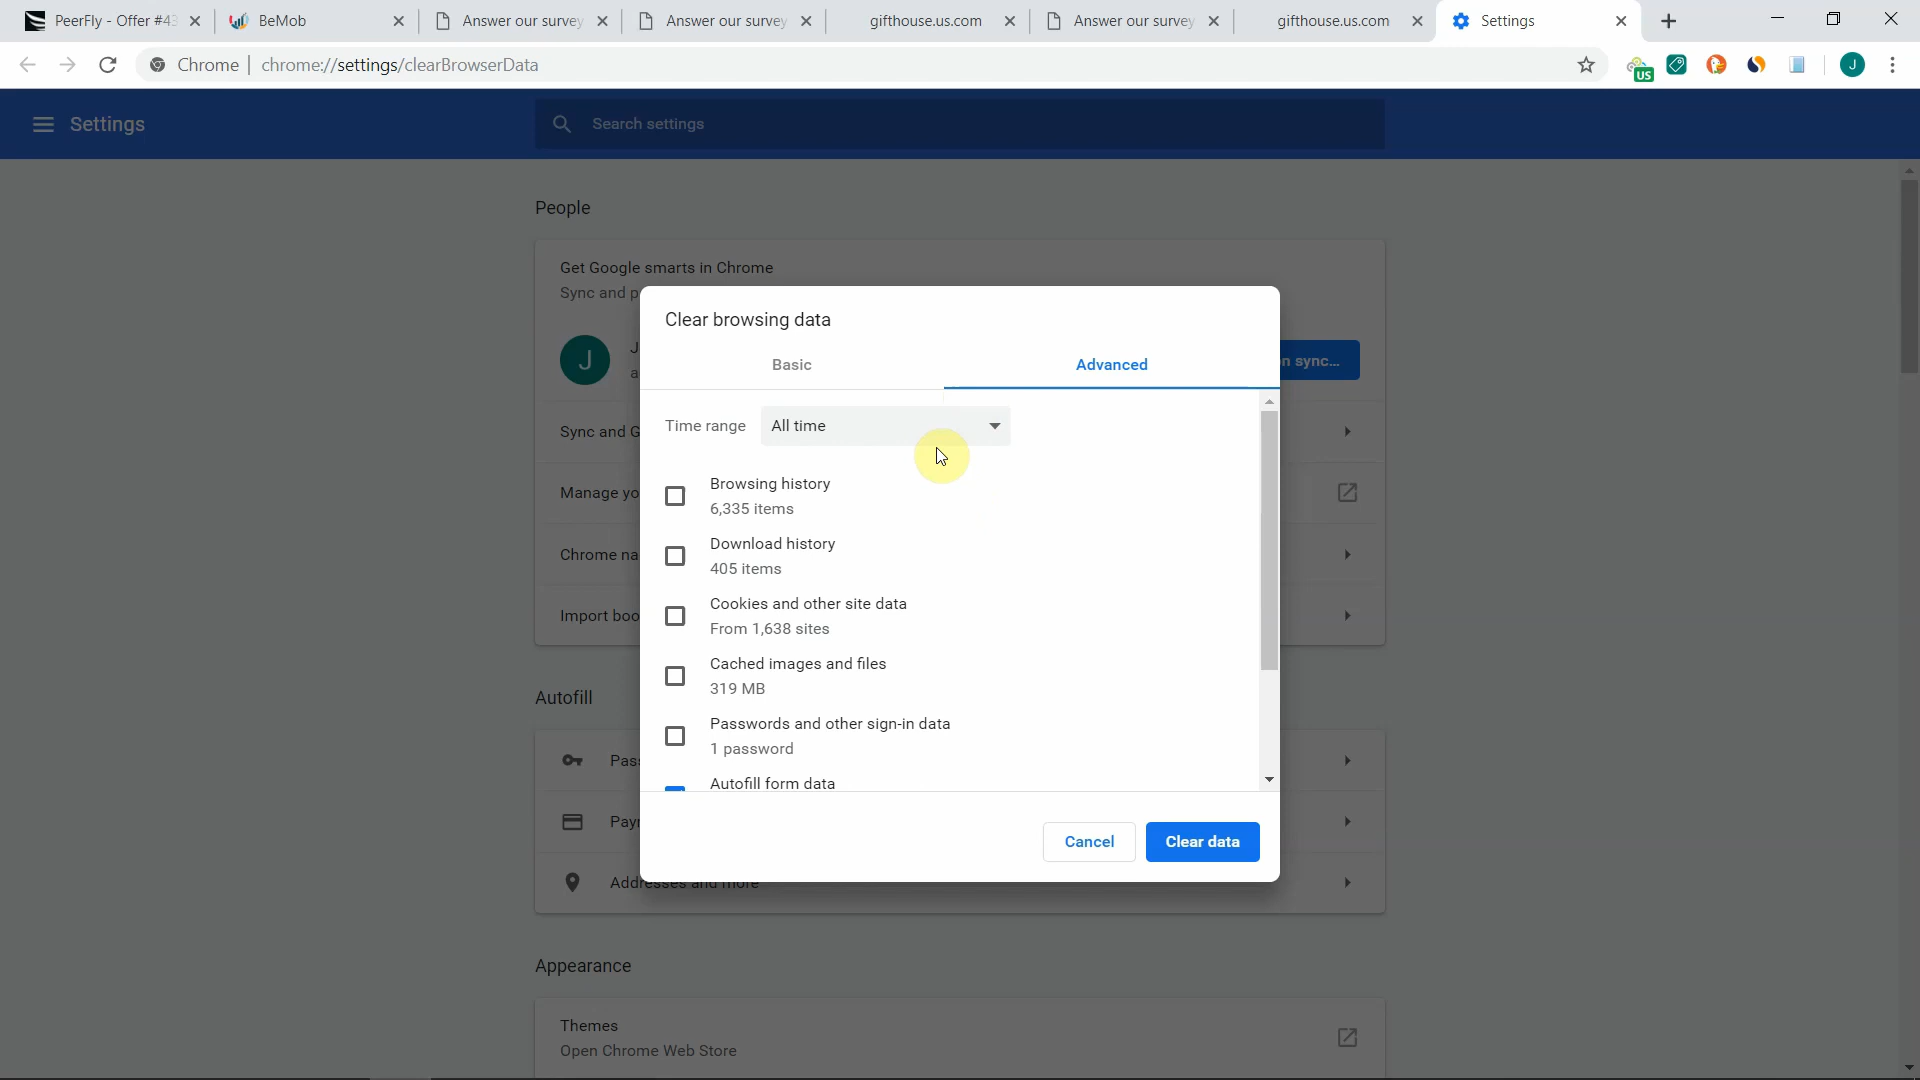 PeerFly - Offer #43
BeMob
Answer our survey
Answer our survey
gifthouse.us.com
Answer our survey
gifthouse.us.com
Settings
Chrome
chrome://settings/clearBrowserData
US
J
Settings
Search settings
People
Get Google smarts in Chrome
Sync and p
J
n sync...
Sync and G
Manage yo
Chrome na
Import boo
Clear browsing data
Basic
Advanced
Time range
All time
Browsing history
6,335 items
Download history
405 items
Cookies and other site data
From 1,638 sites
Cached images and files
319 MB
Passwords and other sign-in data
1 password
Autofill form data
Cancel
Clear data
Autofill
Pas
Pay
Addresses and more
Appearance
Themes
Open Chrome Web Store